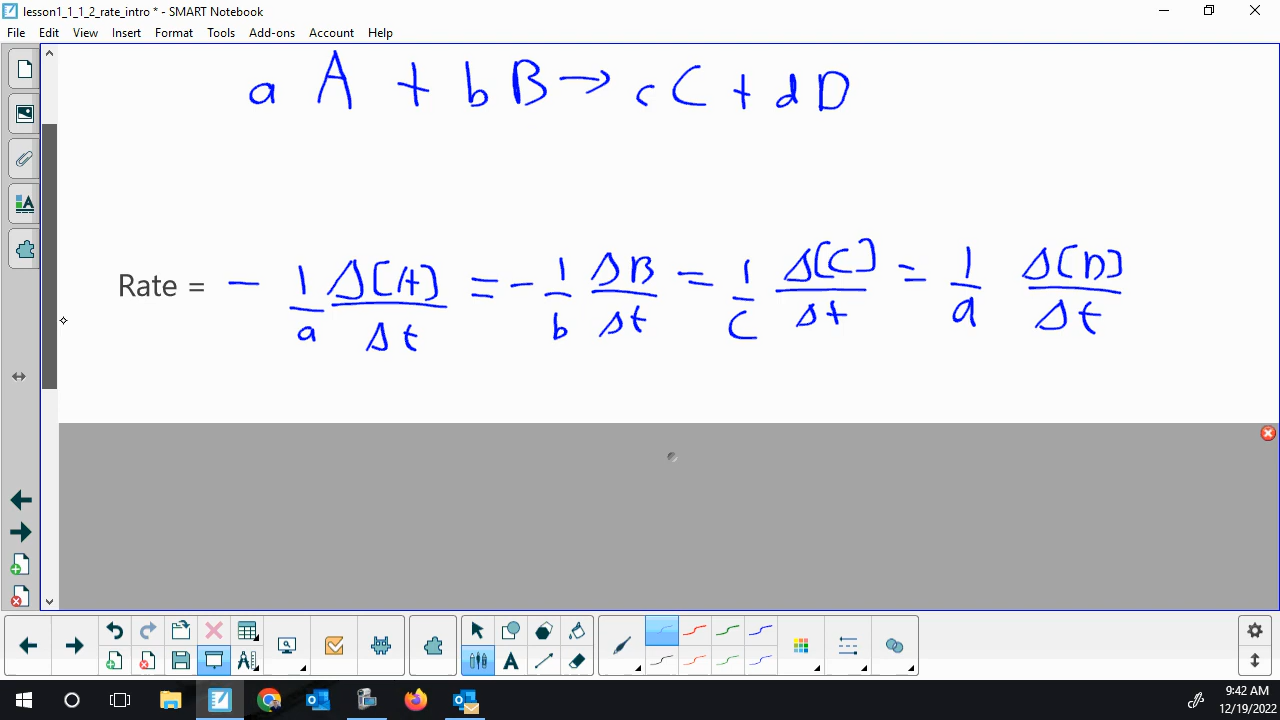 lesson1_1_1_2_rate_intro * - SMART Notebook
File Edit View Insert Format Tools Add-ons Account Help
a A + b B → c C + d D
Rate = - 1/a Δ[A]/Δt = - 1/b ΔB/Δt = 1/c Δ[C]/Δt = 1/d Δ[D]/Δt
9:42 AM
12/19/2022